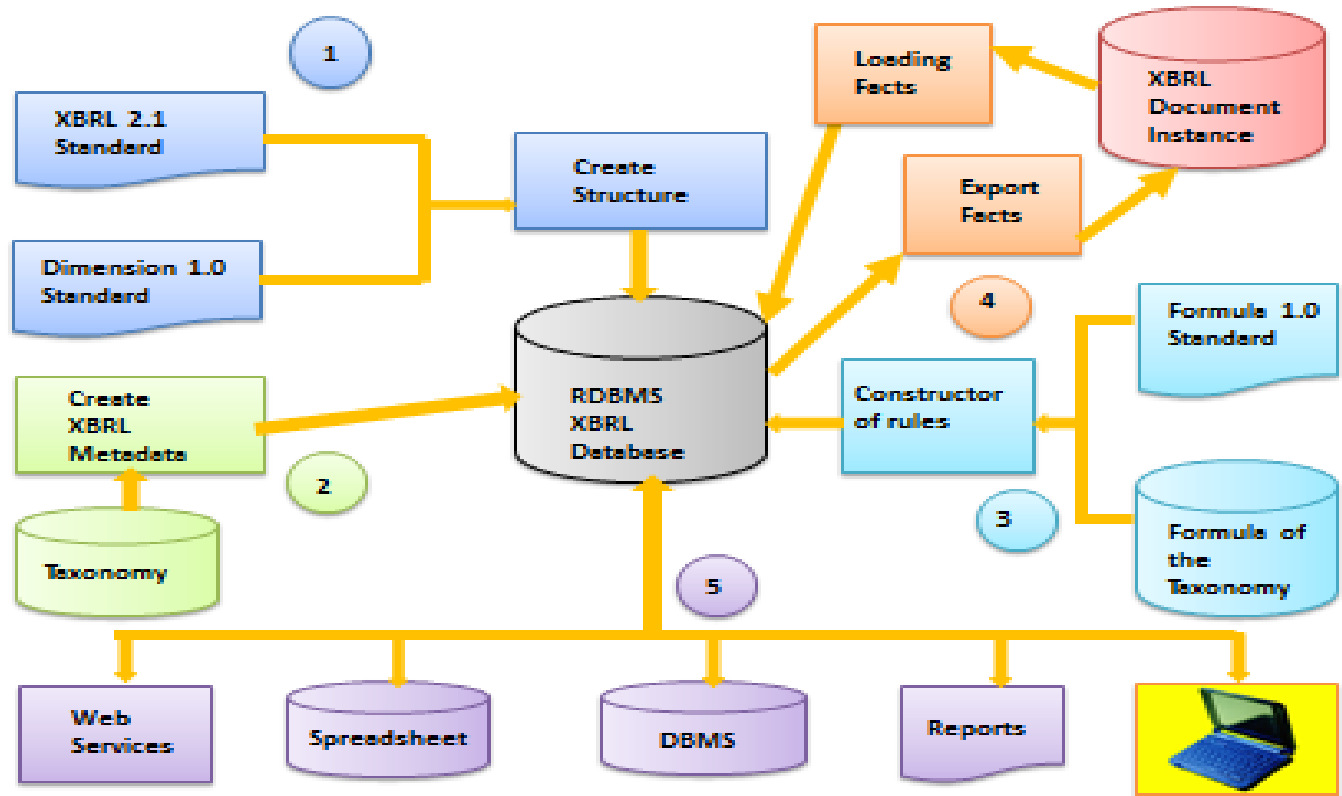 1
XBRL 2.1
Standard
Dimension 1.0
Standard
Create
Structure
Loading
Facts
XBRL
Document
Instance
Export
Facts
4
Formula 1.0
Standard
Create
XBRL
Metadata
2
Taxonomy
RDBMS
XBRL
Database
Constructor
of rules
3
Formula of
the
Taxonomy
5
Web
Services
Spreadsheet
DBMS
Reports